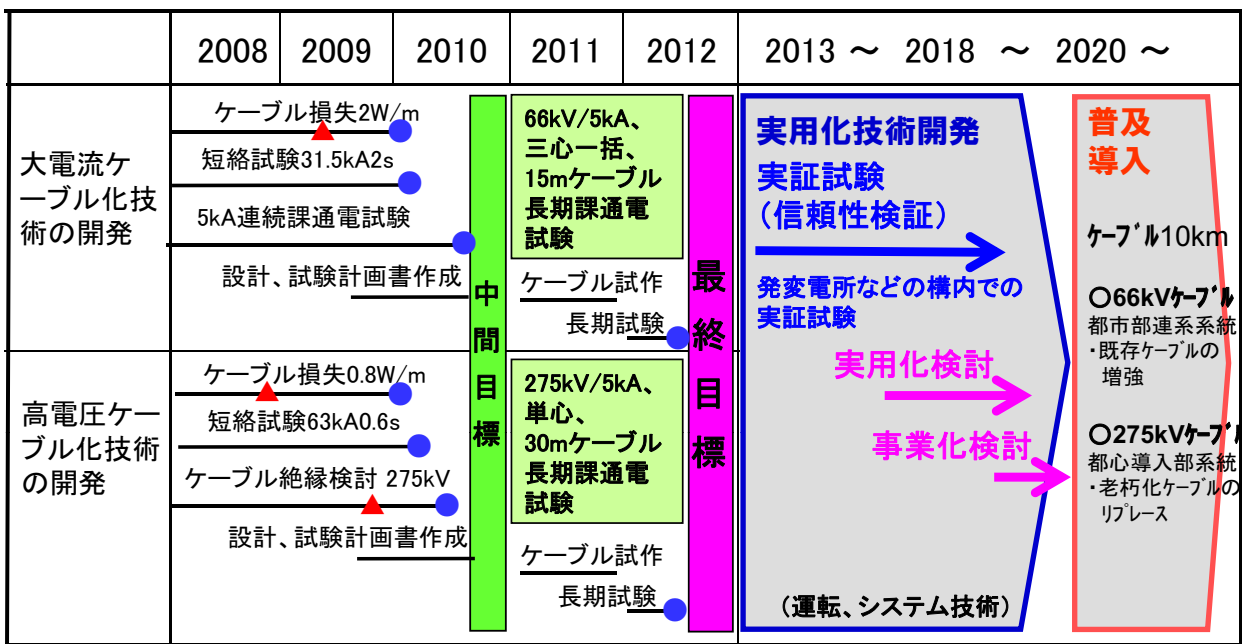 2008
2009
2010
2011
2012
2013 ～ 2018 ～ 2020 ～
大電流ケ
ーブル化技
術の開発
ケーブル損失2W/m
短絡試験31.5kA2s
5kA連続課通電試験
設計、試験計画書作成
中間目標
66kV/5kA、
三心一括、
15mケーブル
長期課通電
試験
ケーブル試作
長期試験
最終目標
高電圧ケー
ブル化技術
の開発
ケーブル損失0.8W/m
短絡試験63kA0.6s
ケーブル絶縁検討 275kV
設計、試験計画書作成
275kV/5kA、
単心、
30mケーブル
長期課通電
試験
ケーブル試作
長期試験
実用化技術開発
実証試験
（信頼性検証）
発変電所などの構内での
実証試験
実用化検討
事業化検討
（運転、システム技術）
普及
導入
ｹｰﾌﾞﾙ10km
○66kVｹｰﾌﾞﾙ
都市部連系系統
・既存ケーブルの
増強
○275kVｹｰﾌﾞﾙ
都心導入部系統
・老朽化ケーブルの
リプレース